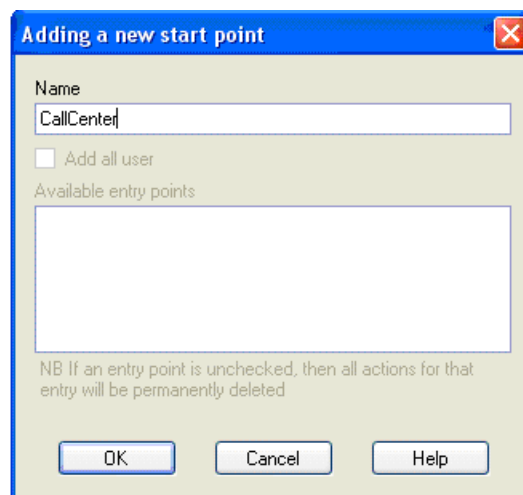 Adding a new start point
Name
CallCenter
Add all user
Available entry points
NB If an entry point is unchecked, then all actions for that
entry will be permanently deleted
OK Cancel Help